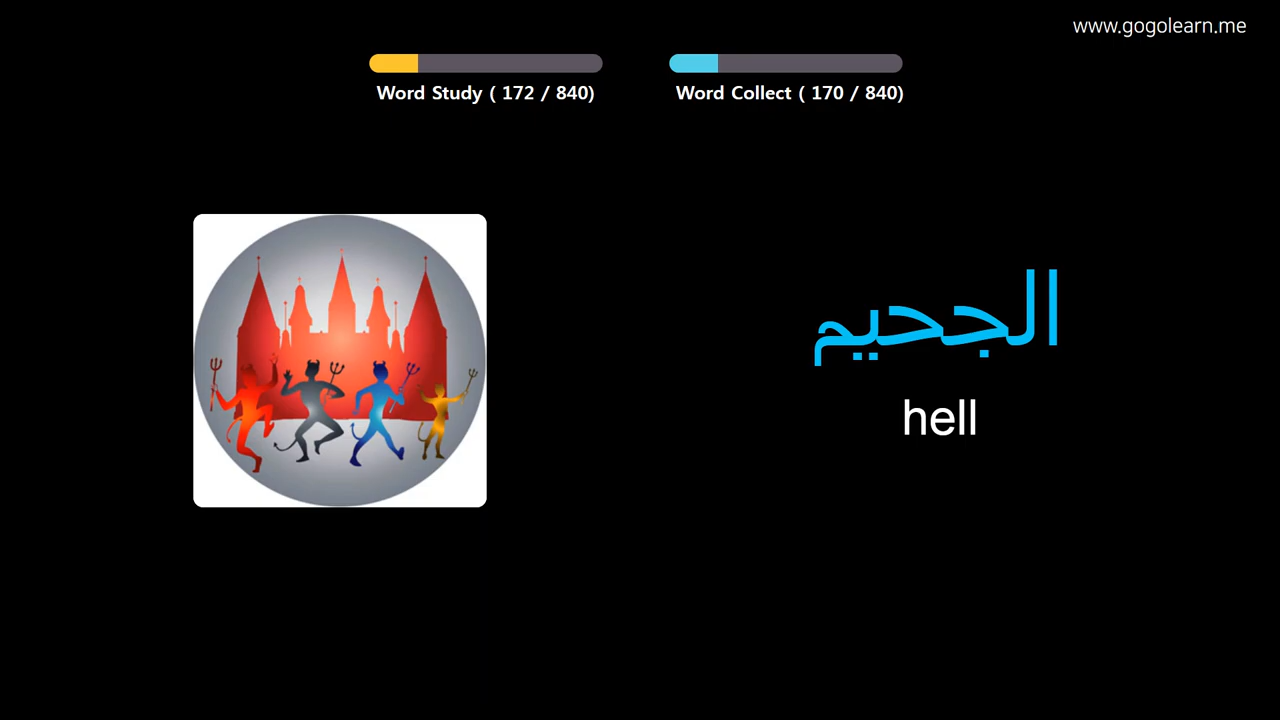 www.gogolearn.me
Word Study ( 172 / 840)
Word Collect ( 170 / 840)
الجحيم
hell